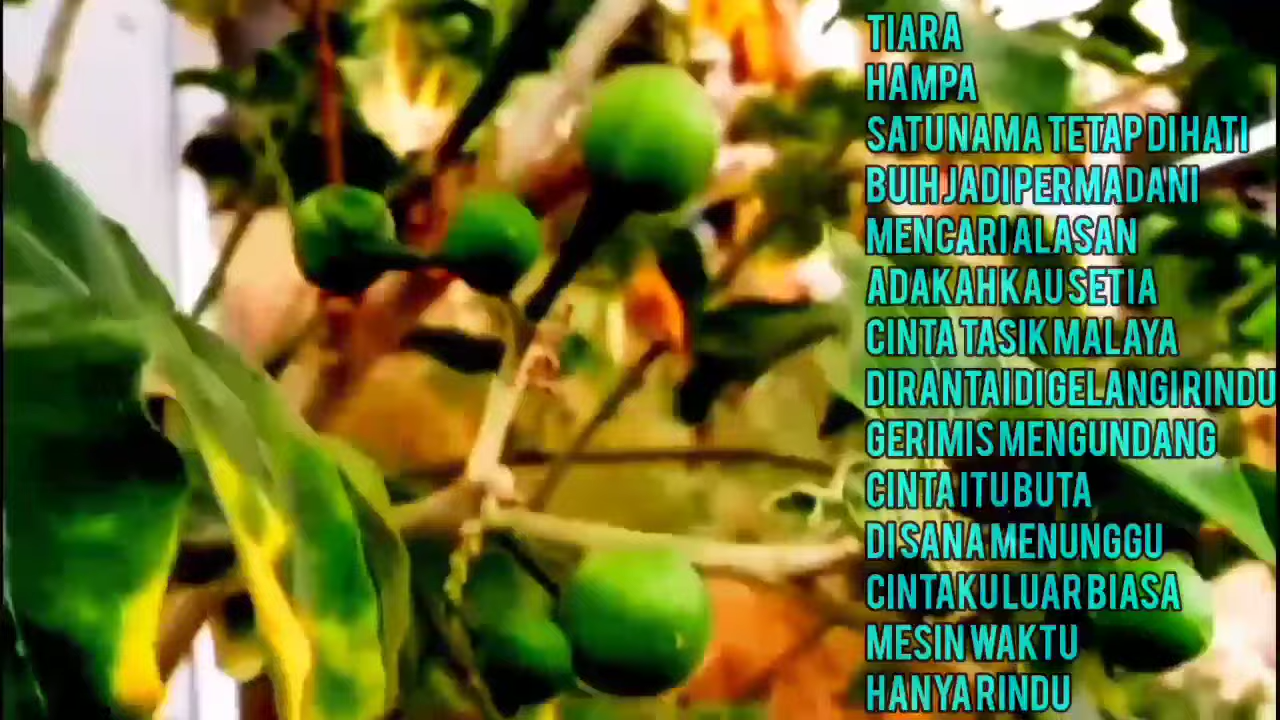 TIARA
HAMPA
SATU NAMA TETAP DI HATI
BUIH JADI PERMADANI
MENCARI ALASAN
ADAKAH KAU SETIA
CINTA TASIK MALAYA
DIRANTAI DI GELANGI RINDU
GERIMIS MENGUNDANG
CINTA ITU BUTA
DI SANA MENUNGGU
CINTAKU LUAR BIASA
MESIN WAKTU
HANYA RINDU